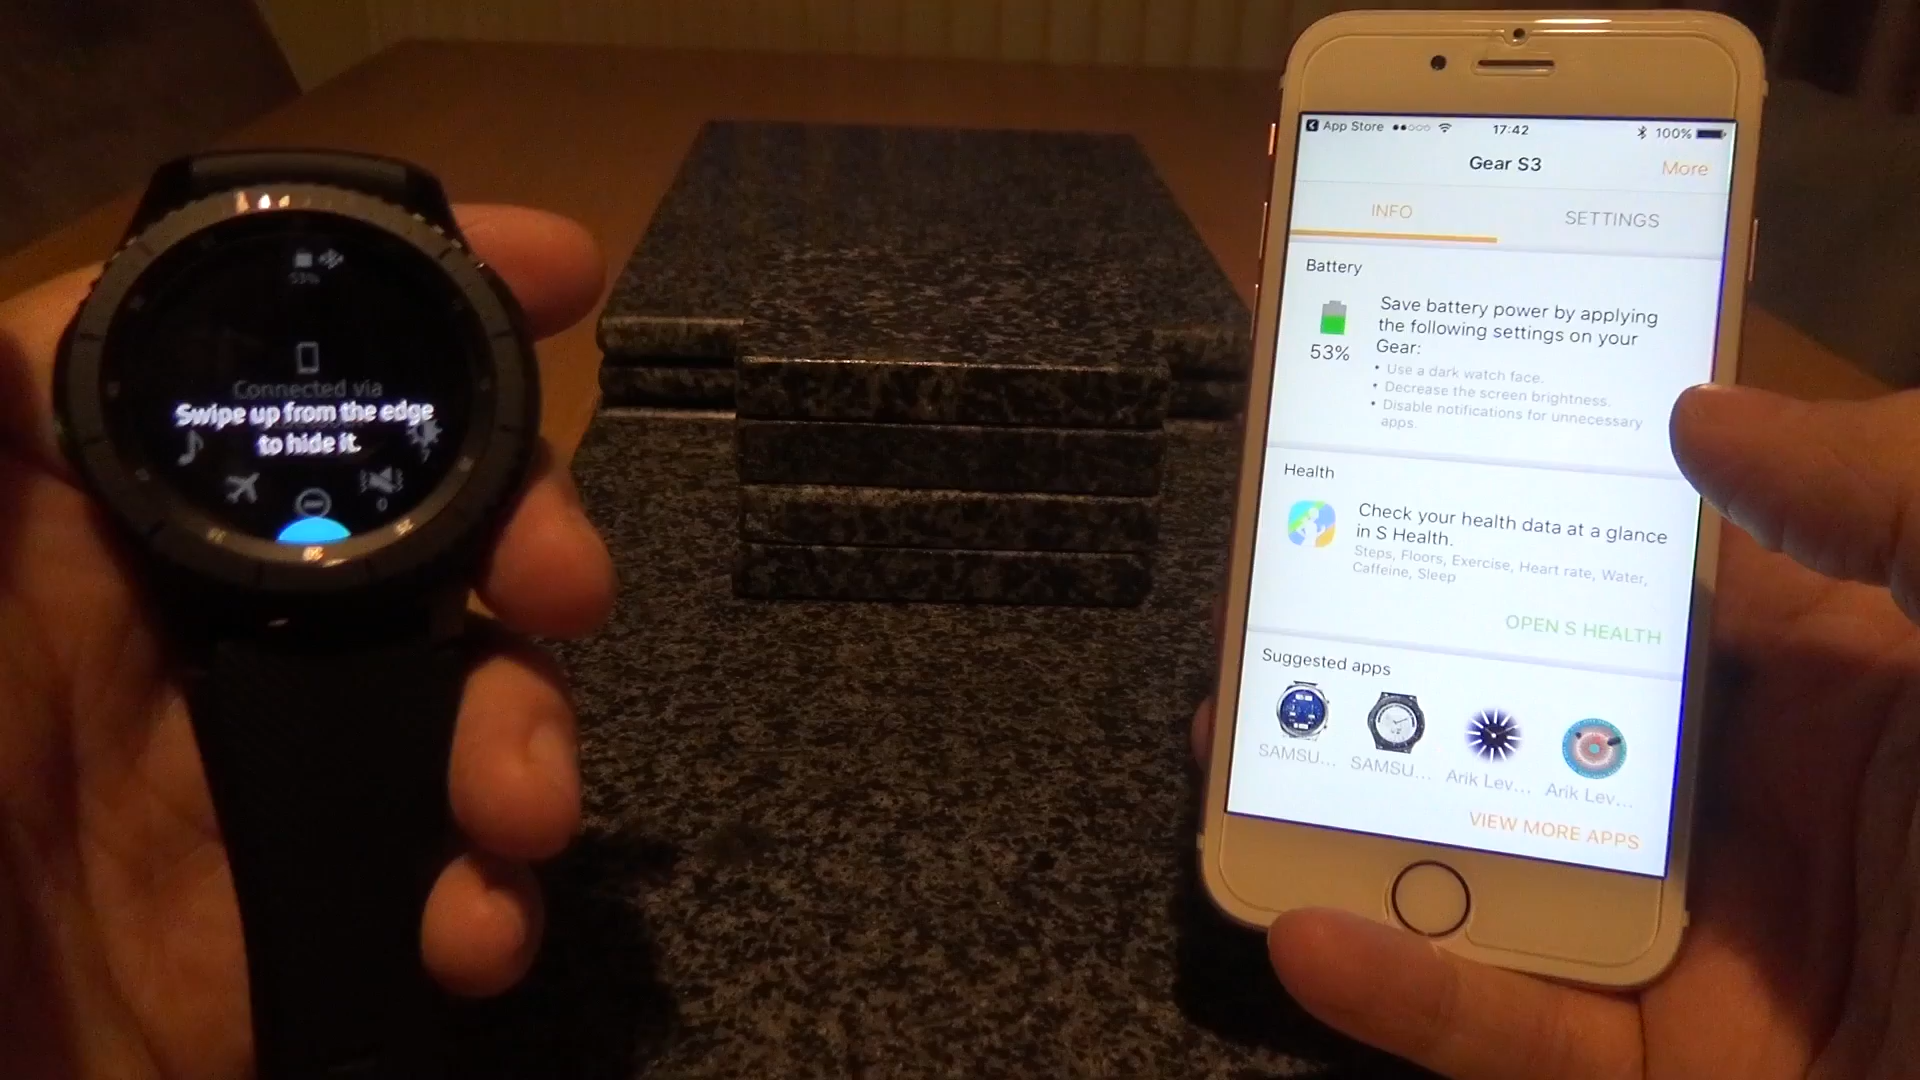 53%
Connected via
Swipe up from the edge
to hide it.
0
App Store
17:42
100%
Gear S3
More
INFO
SETTINGS
Battery
53%
Save battery power by applying
the following settings on your
Gear:
• Use a dark watch face.
• Decrease the screen brightness.
• Disable notifications for unnecessary
apps.
Health
Check your health data at a glance
in S Health.
Steps, Floors, Exercise, Heart rate, Water,
Caffeine, Sleep
OPEN S HEALTH
Suggested apps
SAMSU...
SAMSU...
Arik Lev...
Arik Lev...
VIEW MORE APPS